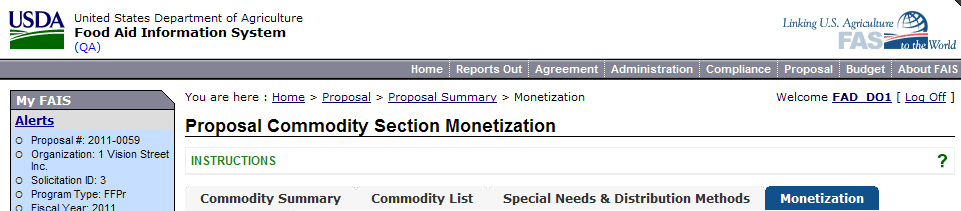 USDA
United States Department of Agriculture
Food Aid Information System
(QA)
Linking U.S. Agriculture
FAS
to the World
Home Reports Out Agreement Administration Compliance Proposal Budget About FAIS
My FAIS
Alerts
Proposal #: 2011-0059
Organization: 1 Vision Street
Inc.
Solicitation ID: 3
Program Type: FFPr
Fiscal Year: 2011
You are here : Home > Proposal > Proposal Summary > Monetization
Welcome FAD_DO1 [ Log Off ]
Proposal Commodity Section Monetization
INSTRUCTIONS
?
Commodity Summary Commodity List Special Needs & Distribution Methods Monetization